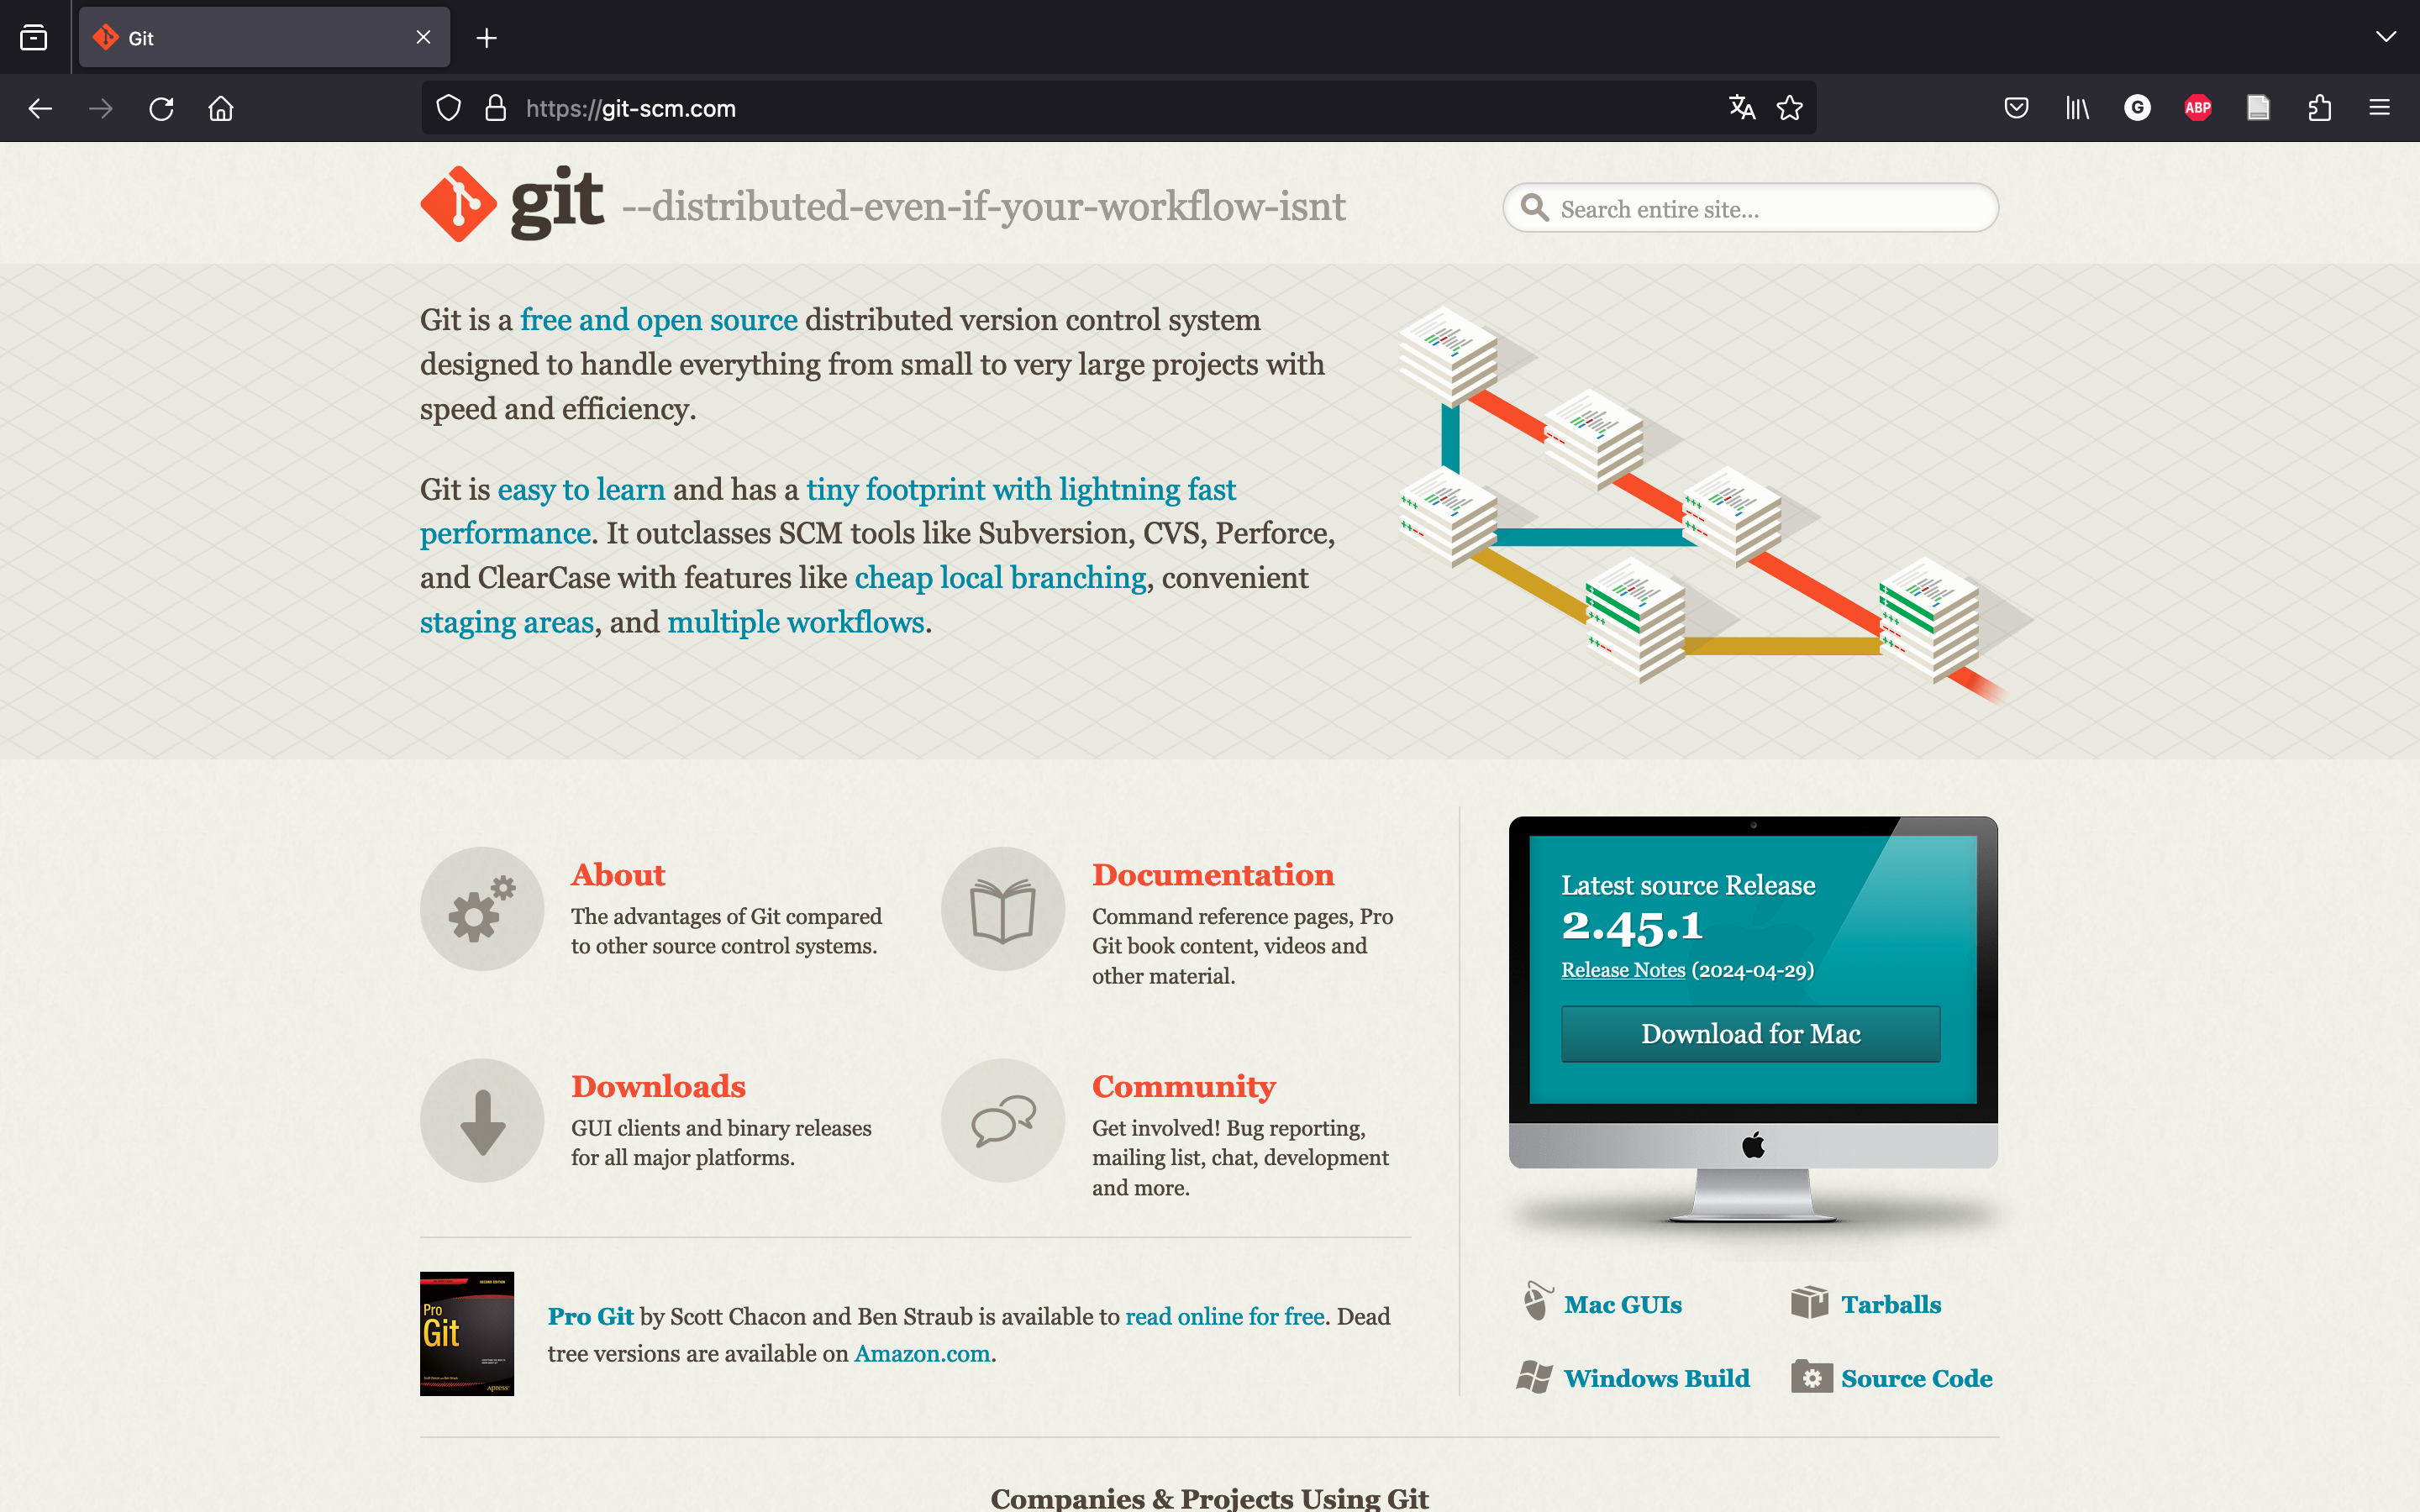 Git
https://git-scm.com
G
ABP
git --distributed-even-if-your-workflow-isnt
Search entire site...
Git is a free and open source distributed version control system
designed to handle everything from small to very large projects with
speed and efficiency.
Git is easy to learn and has a tiny footprint with lightning fast
performance. It outclasses SCM tools like Subversion, CVS, Perforce,
and ClearCase with features like cheap local branching, convenient
staging areas, and multiple workflows.
About
The advantages of Git compared
to other source control systems.
Documentation
Command reference pages, Pro
Git book content, videos and
other material.
Downloads
GUI clients and binary releases
for all major platforms.
Community
Get involved! Bug reporting,
mailing list, chat, development
and more.
Latest source Release
2.45.1
Release Notes (2024-04-29)
Download for Mac
Pro
Git
Apress
Pro Git by Scott Chacon and Ben Straub is available to read online for free. Dead
tree versions are available on Amazon.com.
Mac GUIs
Tarballs
Windows Build
Source Code
Companies & Projects Using Git